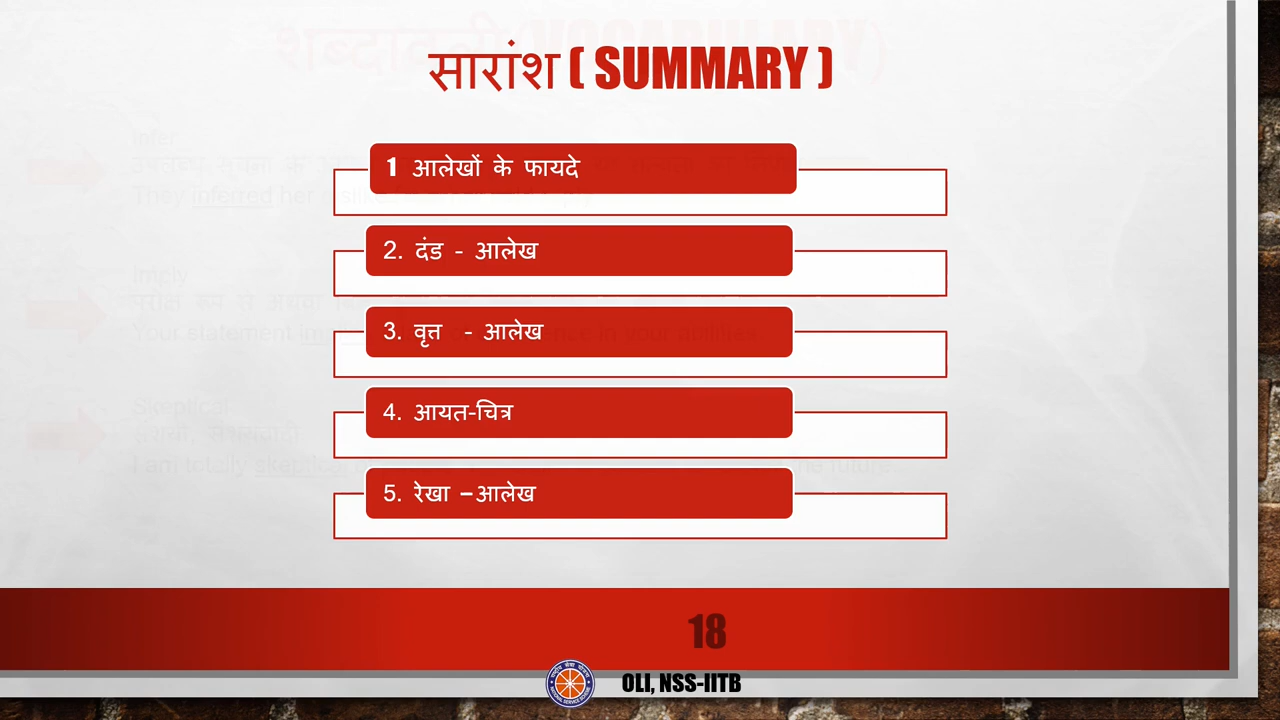 सारांश ( SUMMARY )
1 आलेखों के फायदे
2. दंड - आलेख
3. वृत्त - आलेख
4. आयत-चित्र
5. रेखा –आलेख
18
OLI, NSS-IITB